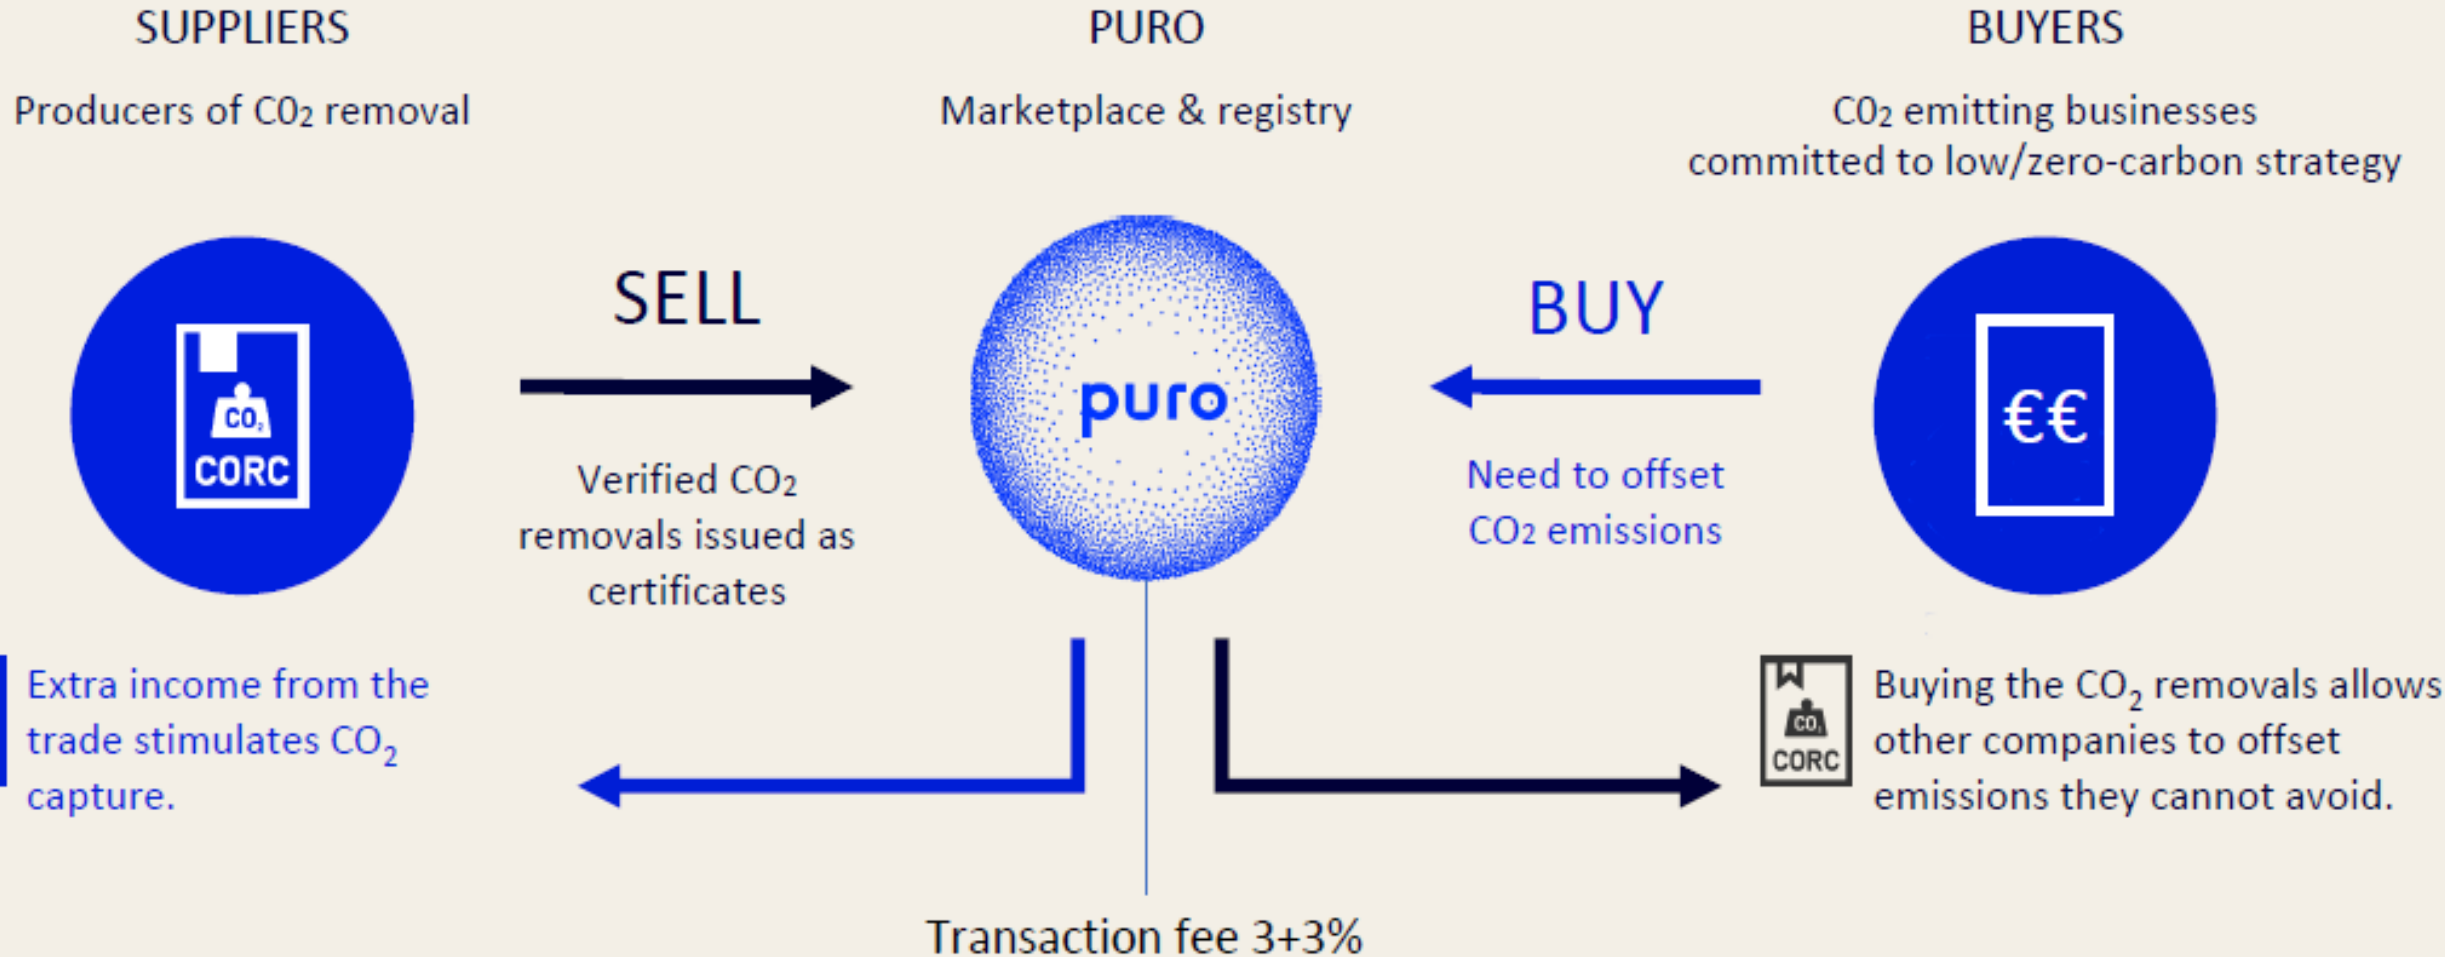 SUPPLIERS
Producers of C02 removal
PURO
Marketplace & registry
BUYERS
C02 emitting businesses
committed to low/zero-carbon strategy
CO2
CORC
SELL
Verified CO2
removals issued as
certificates
puro
BUY
Need to offset
CO2 emissions
€€
Extra income from the
trade stimulates CO2
capture.
CO2
CORC
Buying the CO2 removals allows
other companies to offset
emissions they cannot avoid.
Transaction fee 3+3%